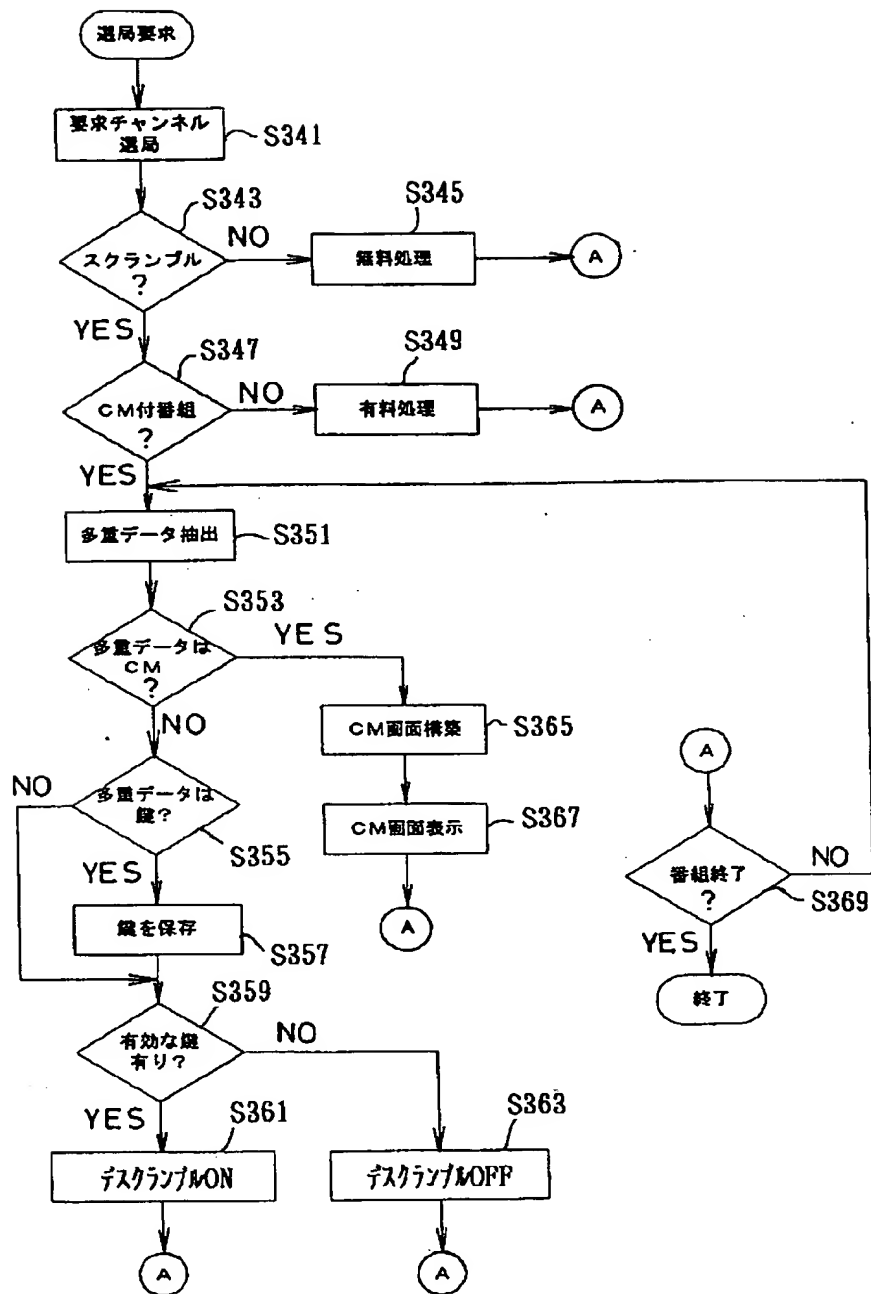 選局要求
要求チャンネル
選局
S341
S343
スクランブル
?
NO
S345
無料処理
A
YES
S347
CM付番組
?
NO
S349
有料処理
A
YES
多重データ抽出
S351
S353
多重データは
CM
?
YES
NO
CM画面構築
S365
CM画面表示
S367
A
NO
多重データは
鍵?
S355
YES
鍵を保存
S357
S359
有効な鍵
有り?
NO
YES
S361
デスクランブルON
A
S363
デスクランブルOFF
A
A
番組終了
?
NO
S369
YES
終了